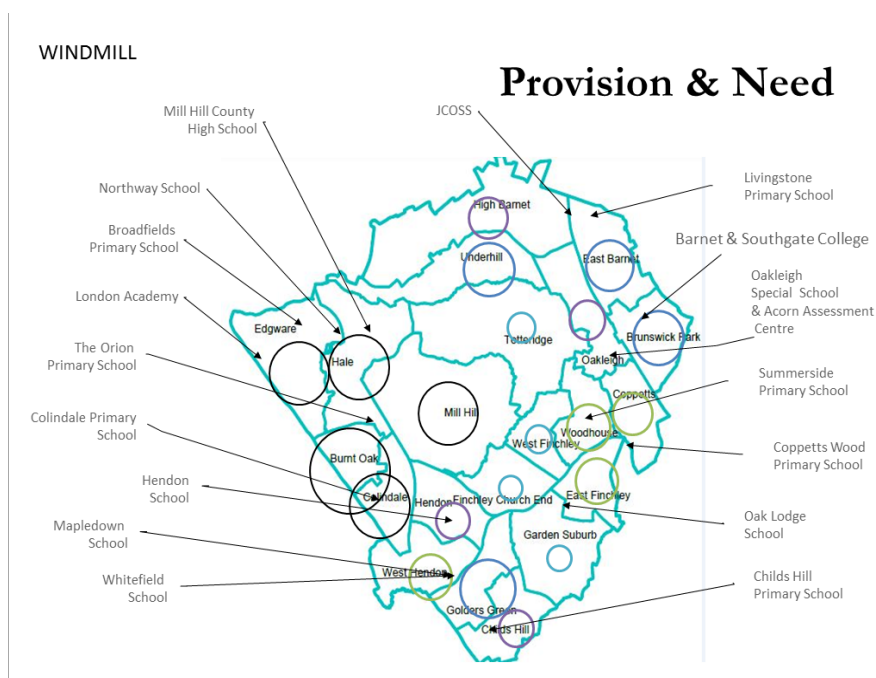 WINDMILL
Provision & Need
Mill Hill County
High School
JCOSS
Northway School
Broadfields
Primary School
London Academy
The Orion
Primary School
Colindale Primary
School
Hendon
School
Mapledown
School
Whitefield
School
Livingstone
Primary School
Barnet & Southgate College
Oakleigh
Special School
& Acorn Assessment
Centre
Summerside
Primary School
Coppetts Wood
Primary School
Oak Lodge
School
Childs Hill
Primary School
High Barnet
Underhill
East Barnet
Edgware
Hale
Totteridge
Brunswick Park
Oakleigh
Mill Hill
Coppetts
Woodhouse
West Finchley
Burnt Oak
Colindale
Hendon
Finchley Church End
East Finchley
Garden Suburb
West Hendon
Golders Green
Childs Hill